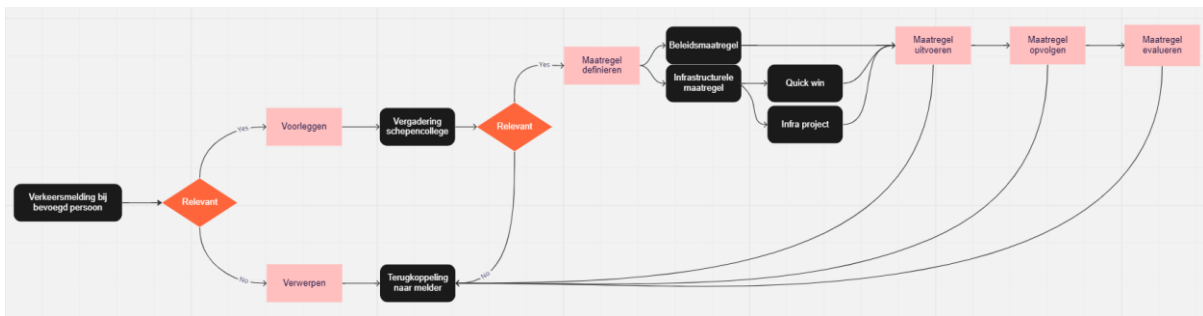 Beleidsmaatregel
Maatregel
uitvoeren
Maatregel
opvolgen
Maatregel
evalueren
Yes
Maatregel
definieren
Infrastructurele
maatregel
Quick win
Yes
Voorleggen
Vergadering
schepencollege
Relevant
Infra project
Verkeersmelding bij
bevoegd persoon
Relevant
No
Verwerpen
Terugkoppeling
naar melder
No